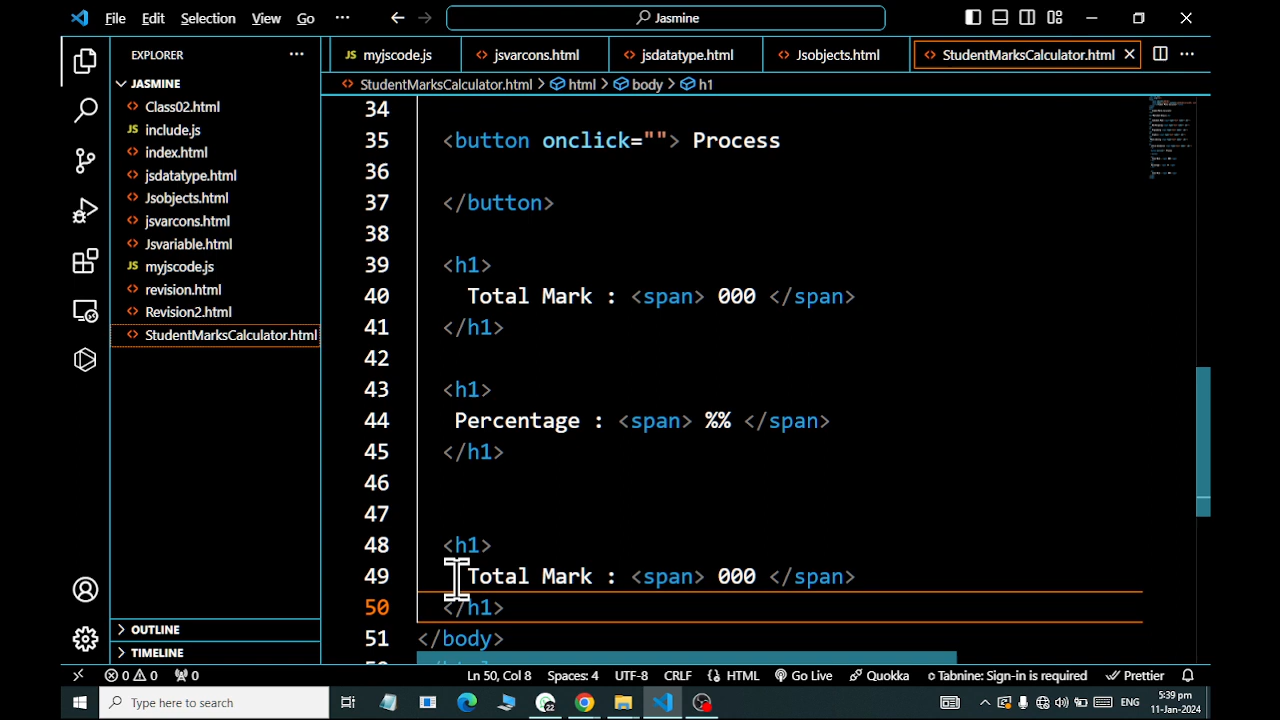 File Edit Selection View Go ··· Jasmine
EXPLORER ···
myjscode.js jsvarcons.html jsdatatype.html Jsobjects.html StudentMarksCalculator.html ···
StudentMarksCalculator.html > html > body > h1
JASMINE
Class02.html
include.js
index.html
jsdatatype.html
Jsobjects.html
jsvarcons.html
Jsvariable.html
myjscode.js
revision.html
Revision2.html
StudentMarksCalculator.html
OUTLINE
TIMELINE
34
35 <button onclick=""> Process
36
37 </button>
38
39 <h1>
40 Total Mark : <span> 000 </span>
41 </h1>
42
43 <h1>
44 Percentage : <span> %% </span>
45 </h1>
46
47
48 <h1>
49 Total Mark : <span> 000 </span>
50 </h1>
51 </body>
0 0 0 Ln 50, Col 8 Spaces: 4 UTF-8 CRLF HTML Go Live Quokka Tabnine: Sign-in is required Prettier
Type here to search
22
ENG
5:39 pm
11-Jan-2024